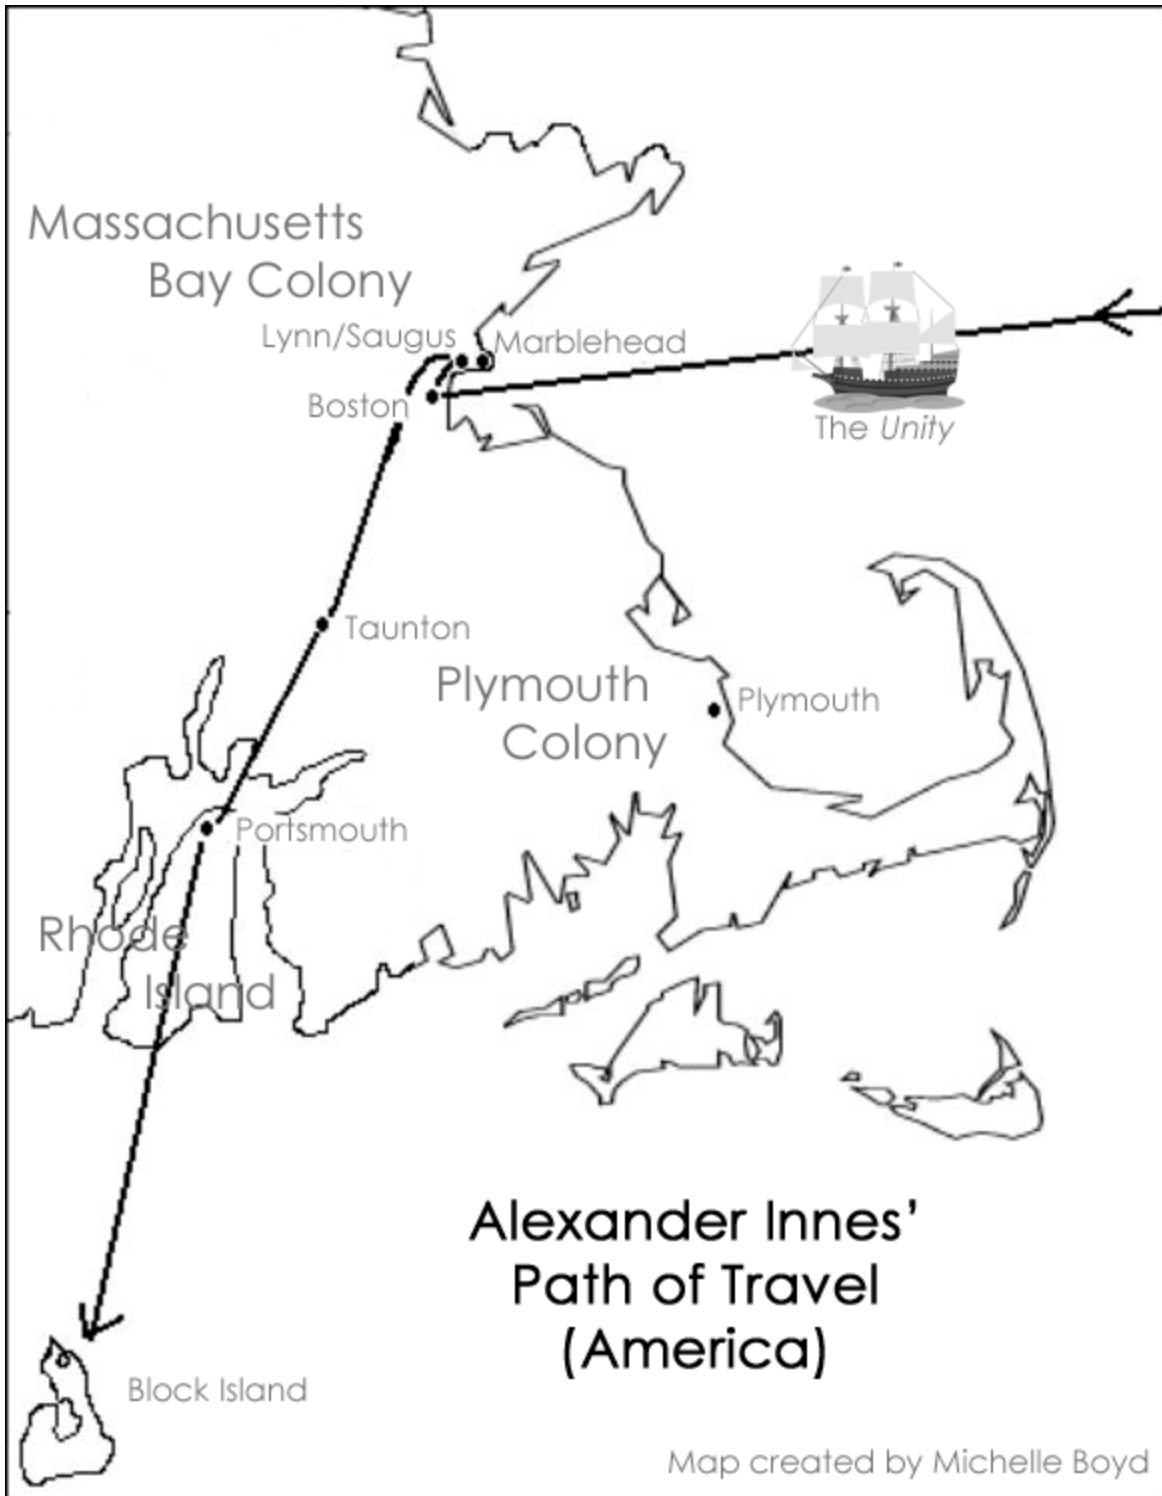 Massachusetts
Bay Colony
Lynn/Saugus
Marblehead
Boston
The Unity
Taunton
Plymouth
Colony
Plymouth
Portsmouth
Rhode
Island
Alexander Innes’
Path of Travel
(America)
Block Island
Map created by Michelle Boyd